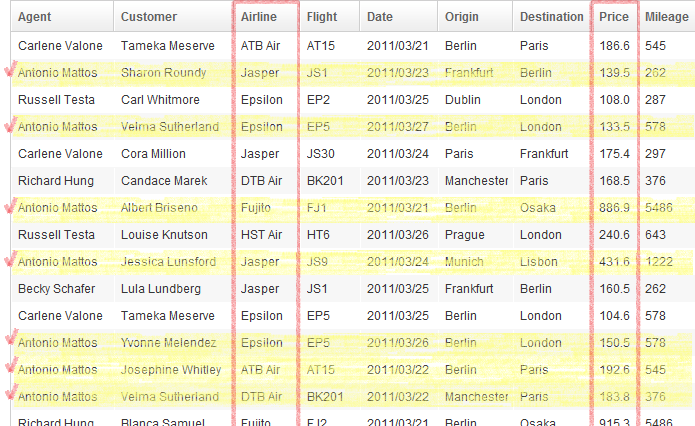 Agent Customer Airline Flight Date Origin Destination Price Mileage
Carlene Valone Tameka Meserve ATB Air AT15 2011/03/21 Berlin Paris 186.6 545
Antonio Mattos Sharon Roundy Jasper JS1 2011/03/23 Frankfurt Berlin 139.5 262
Russell Testa Carl Whitmore Epsilon EP2 2011/03/25 Dublin London 108.0 287
Antonio Mattos Velma Sutherland Epsilon EP5 2011/03/27 Berlin London 133.5 578
Carlene Valone Cora Million Jasper JS30 2011/03/24 Paris Frankfurt 175.4 297
Richard Hung Candace Marek DTB Air BK201 2011/03/23 Manchester Paris 168.5 376
Antonio Mattos Albert Briseno Fujito FJ1 2011/03/21 Berlin Osaka 886.9 5486
Russell Testa Louise Knutson HST Air HT6 2011/03/26 Prague London 240.6 643
Antonio Mattos Jessica Lunsford Jasper JS9 2011/03/24 Munich Lisbon 431.6 1222
Becky Schafer Lula Lundberg Jasper JS1 2011/03/25 Frankfurt Berlin 160.5 262
Carlene Valone Tameka Meserve Epsilon EP5 2011/03/25 Berlin London 104.6 578
Antonio Mattos Yvonne Melendez Epsilon EP5 2011/03/26 Berlin London 150.5 578
Antonio Mattos Josephine Whitley ATB Air AT15 2011/03/22 Berlin Paris 192.6 545
Antonio Mattos Velma Sutherland DTB Air BK201 2011/03/22 Manchester Paris 183.8 376
Richard Hung Blanca Samuel Fujito FJ2 2011/03/21 Berlin Osaka 915.3 5486